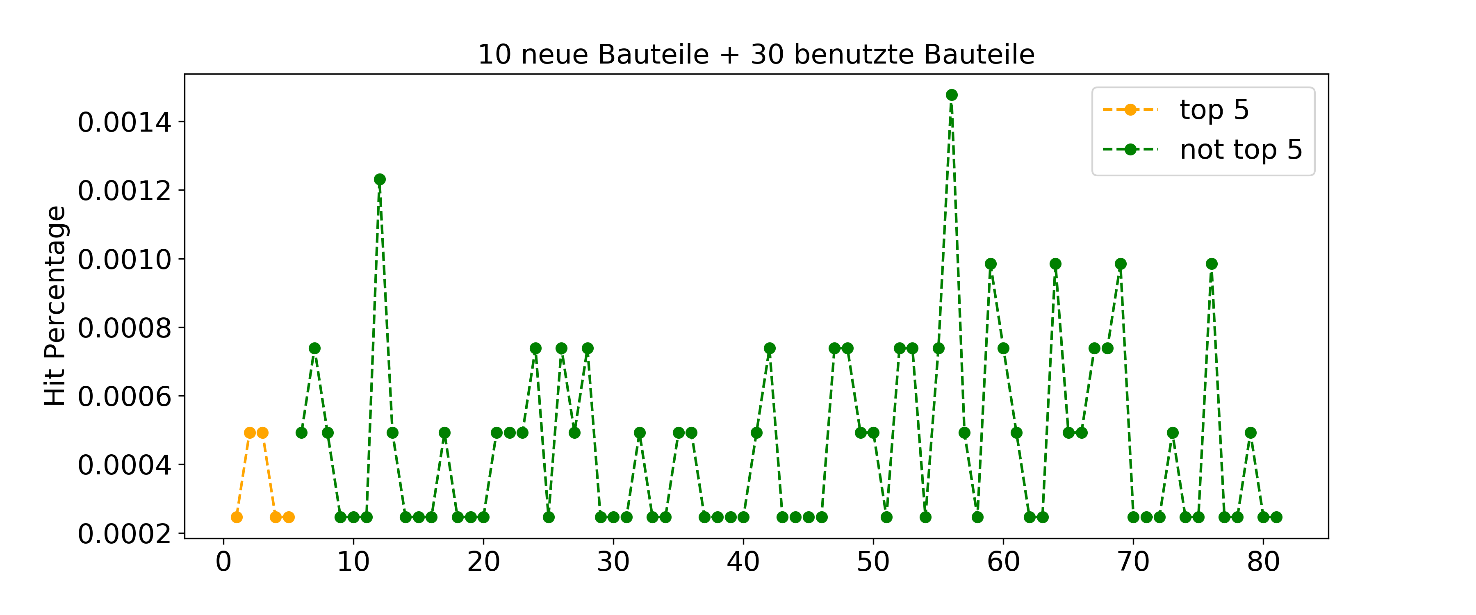 10 neue Bauteile + 30 benutzte Bauteile
Hit Percentage
0.0014
0.0012
0.0010
0.0008
0.0006
0.0004
0.0002
top 5
not top 5
0 10 20 30 40 50 60 70 80